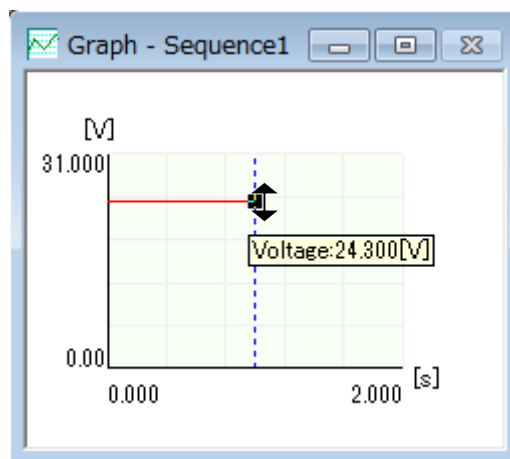 Graph - Sequence1
[V]
31.000
Voltage:24.300[V]
0.00
0.000
2.000
[s]